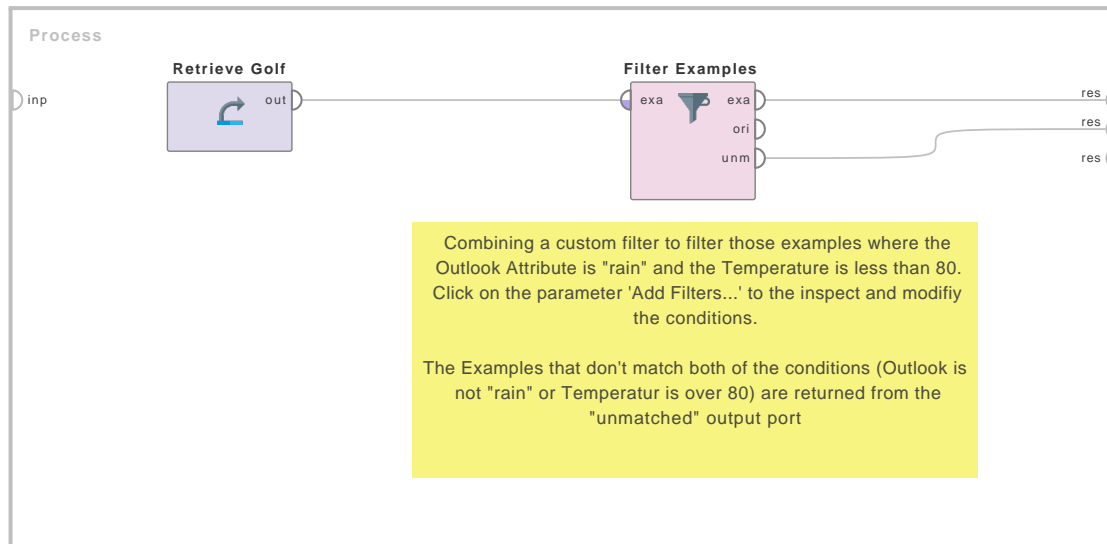 Process
inp
Retrieve Golf
out
Filter Examples
exa
exa
ori
unm
res
res
res
Combining a custom filter to filter those examples where the
Outlook Attribute is "rain" and the Temperature is less than 80.
Click on the parameter 'Add Filters...' to the inspect and modifiy
the conditions.
The Examples that don't match both of the conditions (Outlook is
not "rain" or Temperatur is over 80) are returned from the
"unmatched" output port